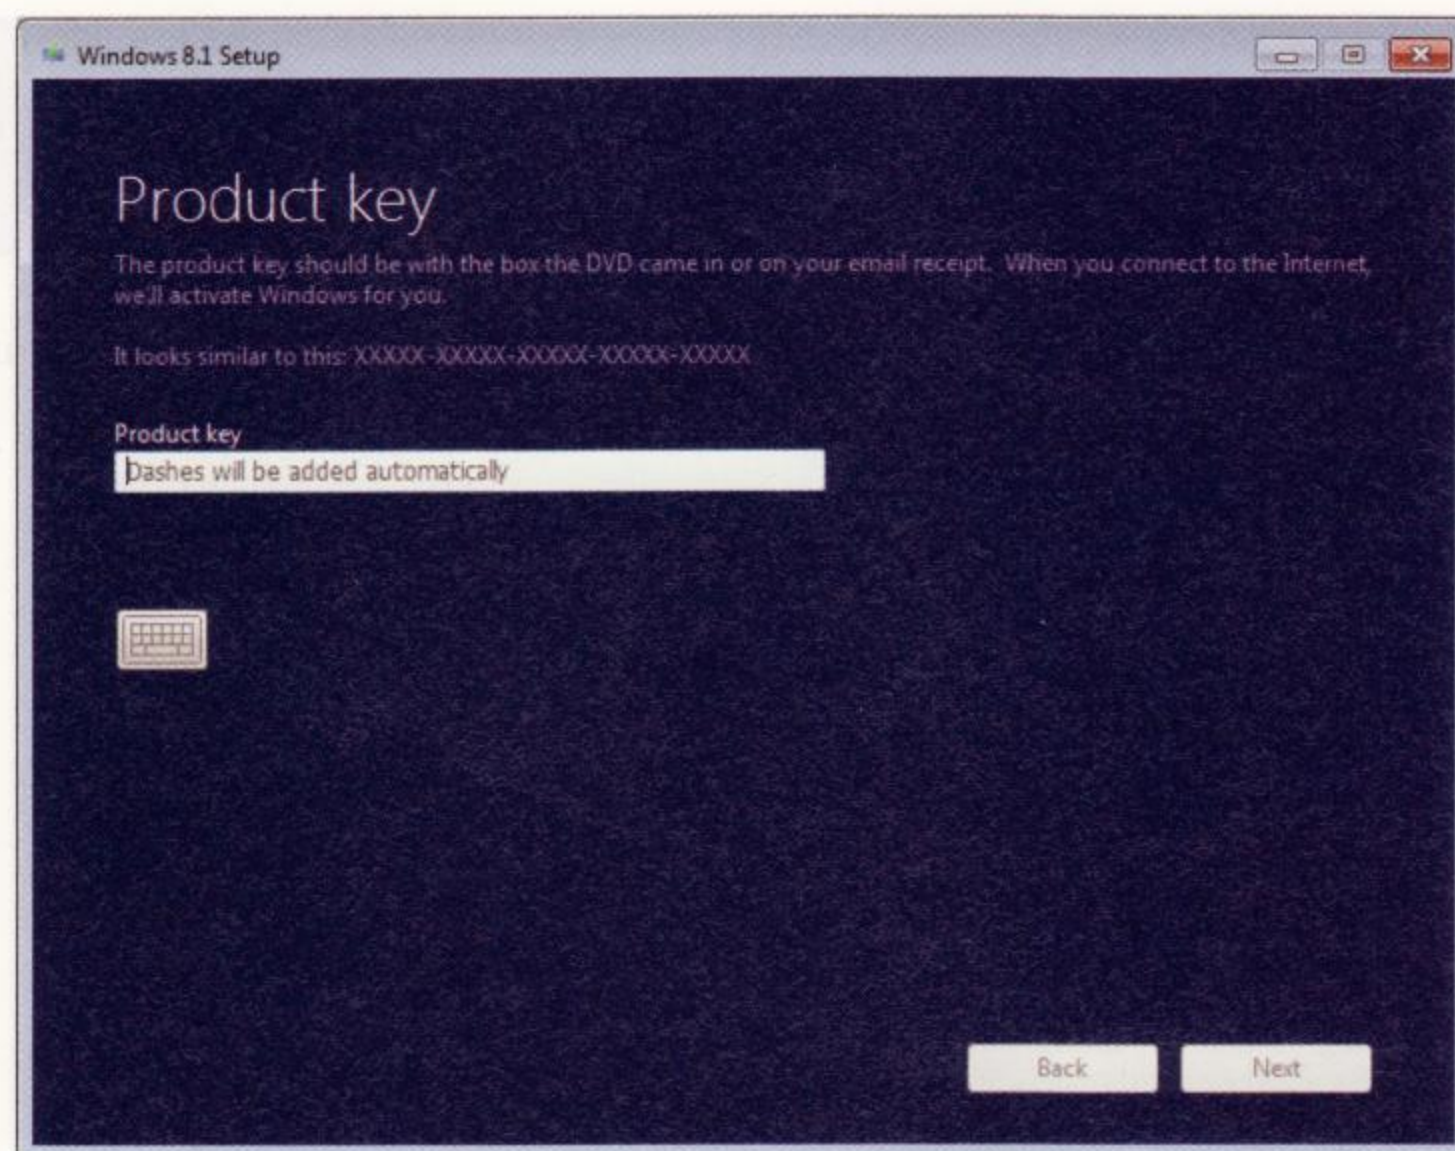 Windows 8.1 Setup
Product key
The product key should be with the box the DVD came in or on your email receipt. When you connect to the Internet,
we'll activate Windows for you.
It looks similar to this: XXXXX-XXXXX-XXXXX-XXXXX-XXXXX
Product key
Dashes will be added automatically
Back
Next